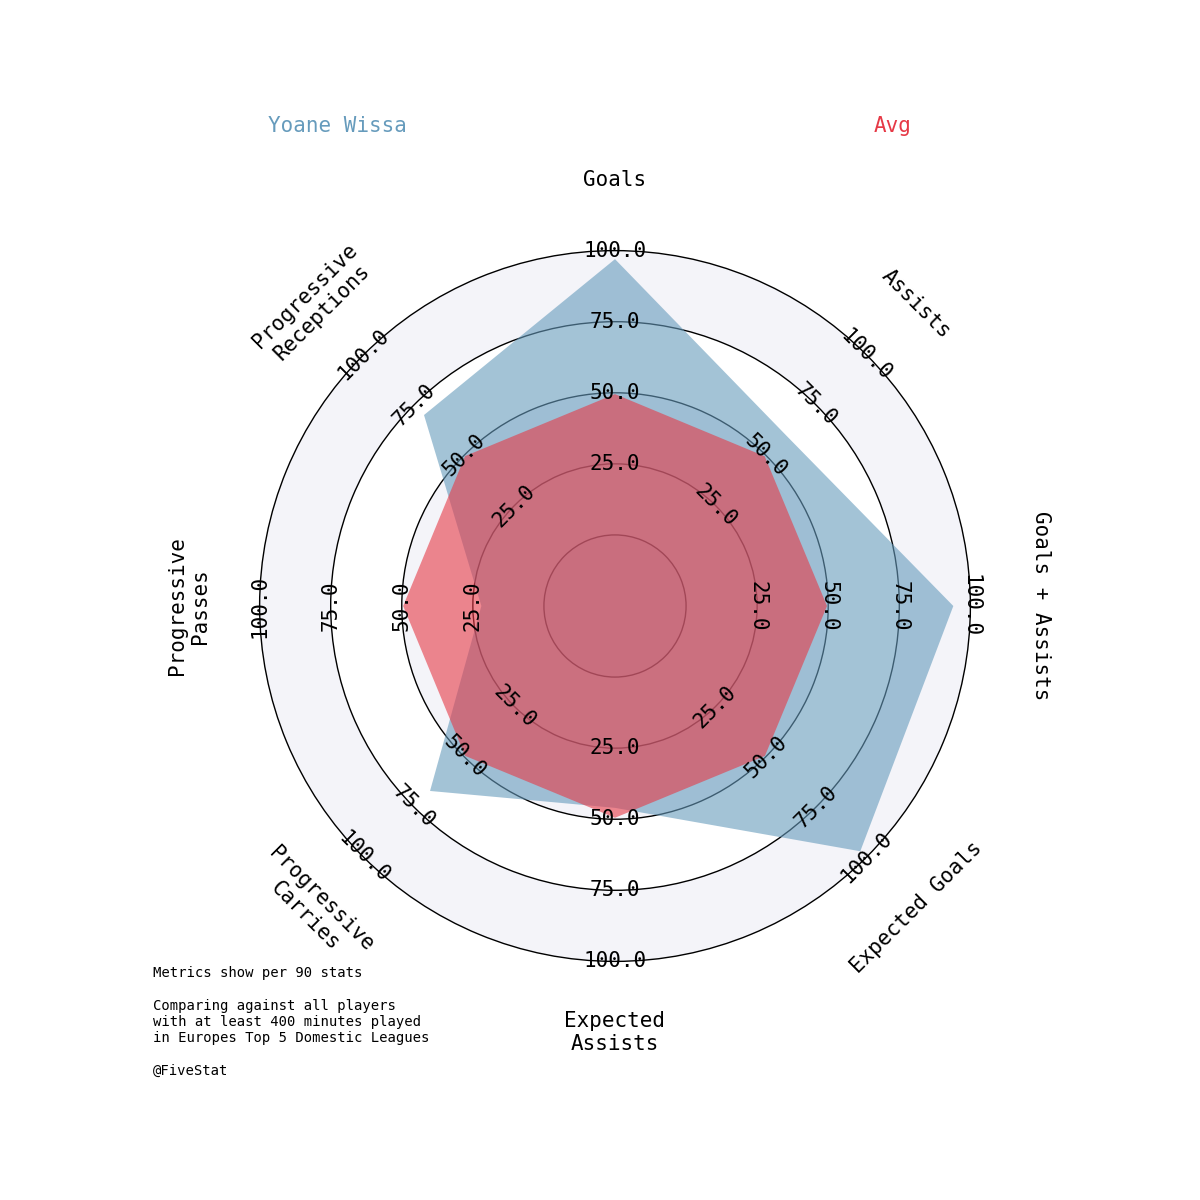 Yoane Wissa
Avg
Goals
Assists
Goals + Assists
Expected Goals
Expected
Assists
Progressive
Carries
Progressive
Passes
Progressive
Receptions
25.0
50.0
75.0
100.0
25.0
50.0
75.0
100.0
25.0
50.0
75.0
100.0
25.0
50.0
75.0
100.0
25.0
50.0
75.0
100.0
25.0
50.0
75.0
100.0
25.0
50.0
75.0
100.0
25.0
50.0
75.0
100.0
Metrics show per 90 stats
Comparing against all players
with at least 400 minutes played
in Europes Top 5 Domestic Leagues
@FiveStat